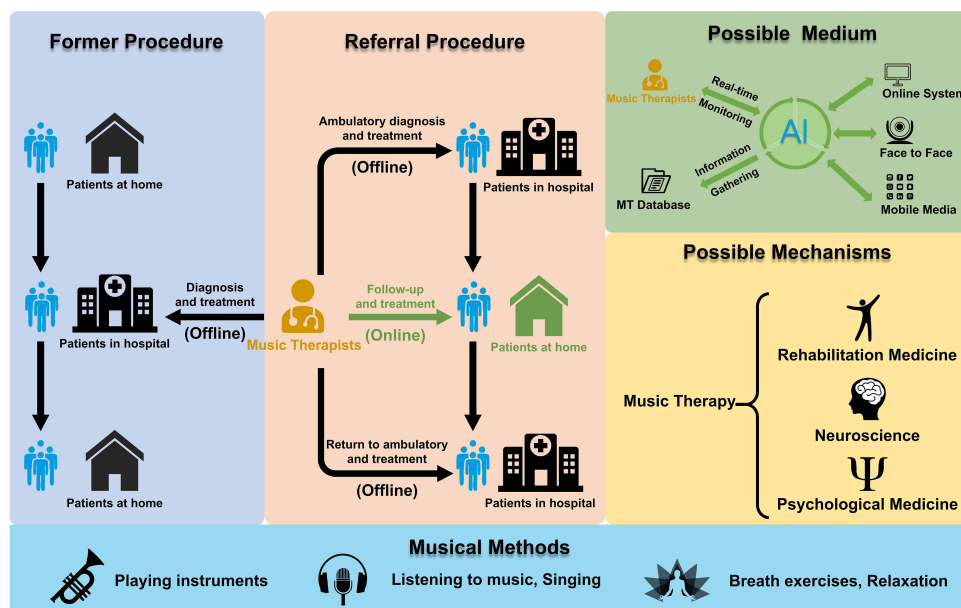 Former Procedure
Patients at home
Diagnosis
and treatment
(Offline)
Patients in hospital
Patients at home
Referral Procedure
Ambulatory diagnosis
and treatment
(Offline)
Patients in hospital
Music Therapists
Follow-up
and treatment
(Online)
Patients at home
Return to ambulatory
and treatment
(Offline)
Patients in hospital
Possible Medium
Music Therapists
Real-time
Monitoring
AI
Information
Gathering
MT Database
Online System
Face to Face
Mobile Media
Possible Mechanisms
Music Therapy
Rehabilitation Medicine
Neuroscience
Psychological Medicine
Musical Methods
Playing instruments
Listening to music, Singing
Breath exercises, Relaxation